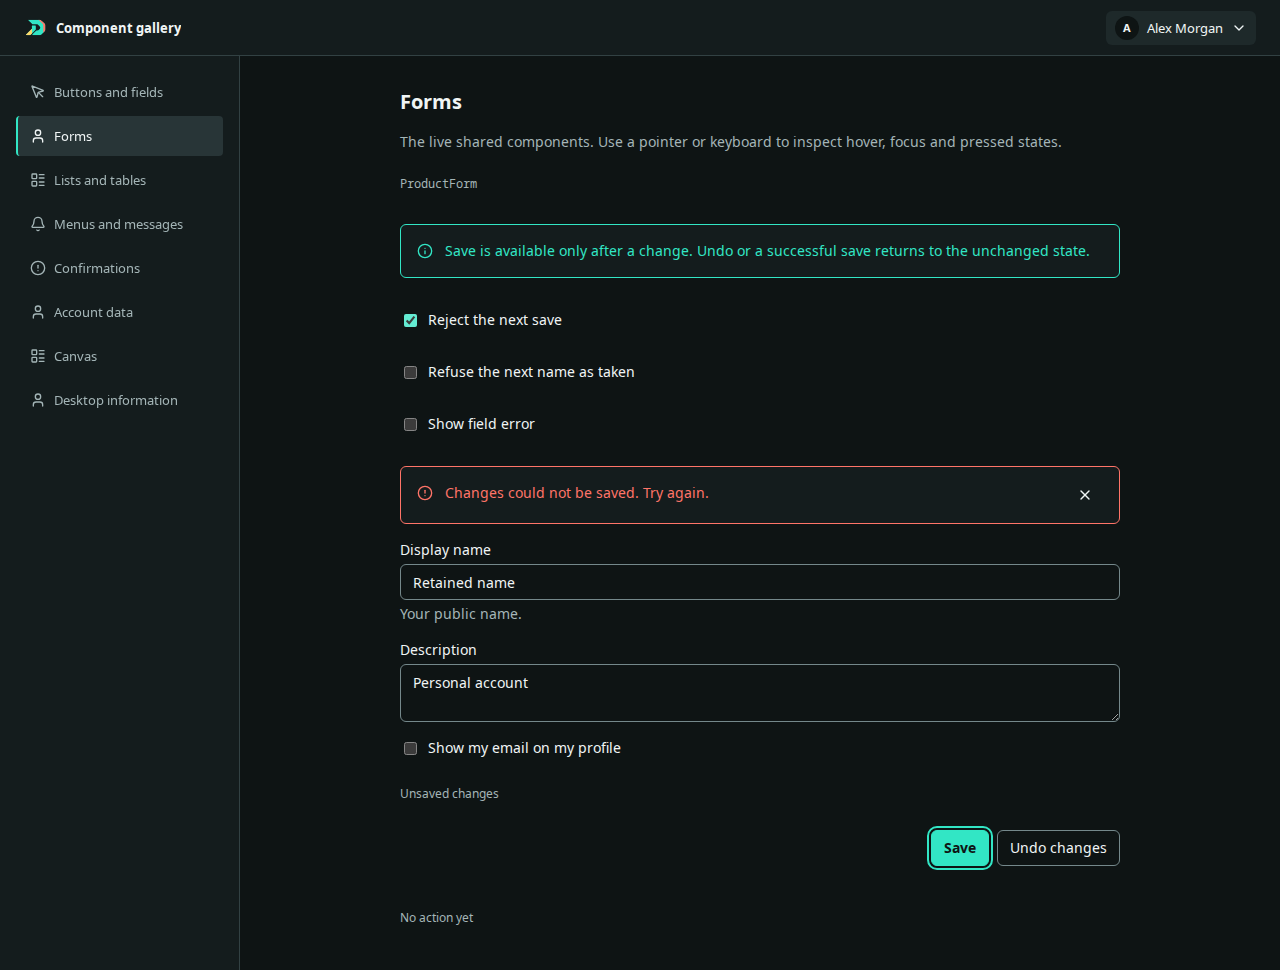 Component gallery
A
Alex Morgan
Buttons and fields
Forms
Lists and tables
Menus and messages
Confirmations
Account data
Canvas
Desktop information
Forms
The live shared components. Use a pointer or keyboard to inspect hover, focus and pressed states.
ProductForm
Save is available only after a change. Undo or a successful save returns to the unchanged state.
Reject the next save
Refuse the next name as taken
Show field error
Changes could not be saved. Try again.
Display name
Retained name
Your public name.
Description
Personal account
Show my email on my profile
Unsaved changes
Save
Undo changes
No action yet